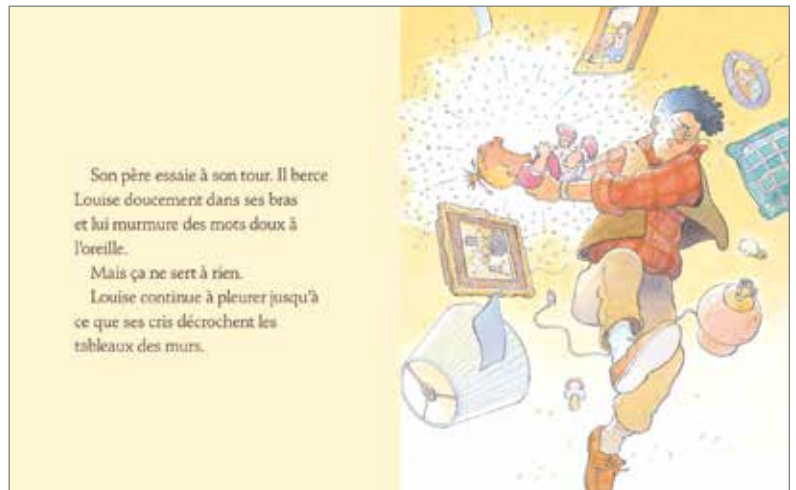 Son père essaie à son tour. Il berce
Louise doucement dans ses bras
et lui murmure des mots doux à
l'oreille.
Mais ça ne sert à rien.
Louise continue à pleurer jusqu'à
ce que ses cris décrochent les
tableaux des murs.